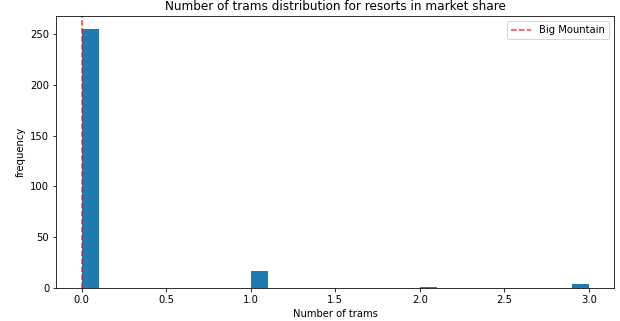 Number of trams distribution for resorts in market share
Big Mountain
250
200
150
100
50
0
frequency
0.0 0.5 1.0 1.5 2.0 2.5 3.0
Number of trams